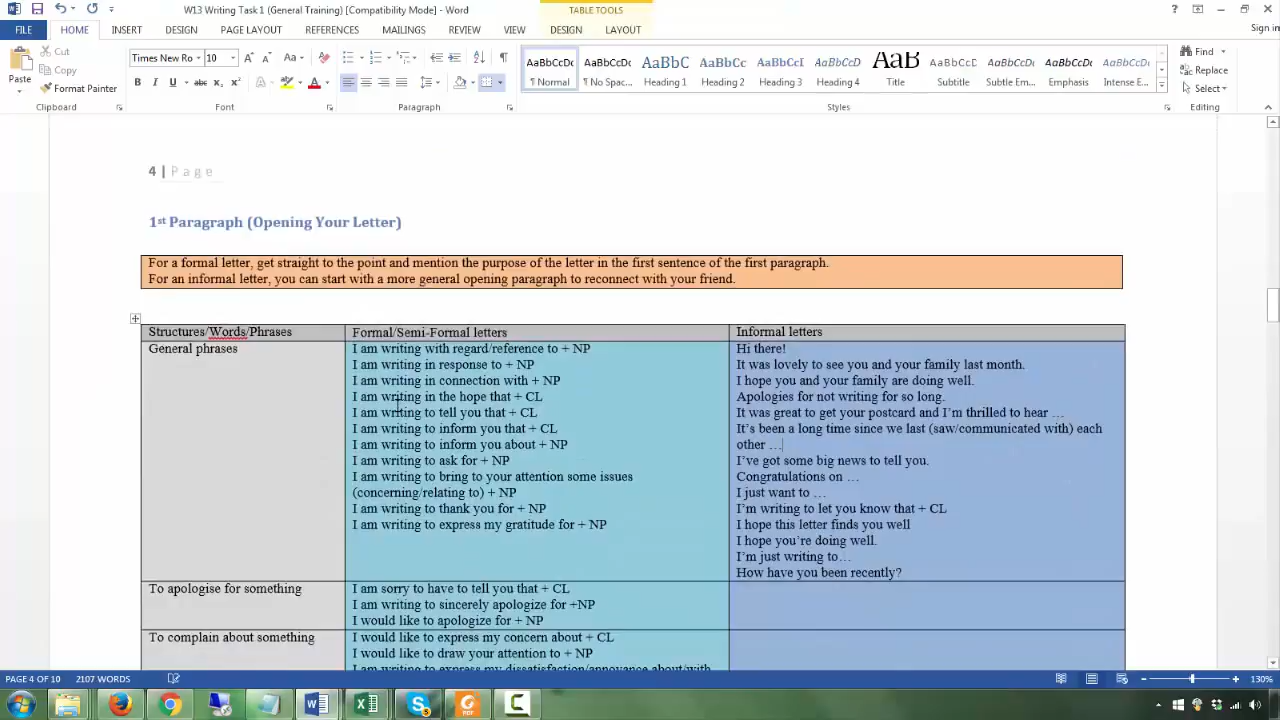 W13 Writing Task 1 (General Training) [Compatibility Mode] - Word
TABLE TOOLS
FILE HOME INSERT DESIGN PAGE LAYOUT REFERENCES MAILINGS REVIEW VIEW DESIGN LAYOUT
Sign in
Paste
Cut
Copy
Format Painter
Times New Ro 10
AaBbCcDc ¶ Normal
AaBbCcDc ¶ No Spac...
AaBbC Heading 1
AaBbCc Heading 2
AaBbCcI Heading 3
AaBbCcD Heading 4
AaB Title
AaBbCcD Subtitle
AaBbCcDc Subtle Em...
AaBbCcDc Emphasis
AaBbCcDc Intense E...
Find
Replace
Select
Clipboard Font Paragraph Styles Editing
4 | Page
1st Paragraph (Opening Your Letter)
For a formal letter, get straight to the point and mention the purpose of the letter in the first sentence of the first paragraph.
For an informal letter, you can start with a more general opening paragraph to reconnect with your friend.
Structures/Words/Phrases
Formal/Semi-Formal letters
Informal letters
General phrases
I am writing with regard/reference to + NP
I am writing in response to + NP
I am writing in connection with + NP
I am writing in the hope that + CL
I am writing to tell you that + CL
I am writing to inform you that + CL
I am writing to inform you about + NP
I am writing to ask for + NP
I am writing to bring to your attention some issues
(concerning/relating to) + NP
I am writing to thank you for + NP
I am writing to express my gratitude for + NP
Hi there!
It was lovely to see you and your family last month.
I hope you and your family are doing well.
Apologies for not writing for so long.
It was great to get your postcard and I'm thrilled to hear …
It's been a long time since we last (saw/communicated with) each
other …
I've got some big news to tell you.
Congratulations on …
I just want to …
I'm writing to let you know that + CL
I hope this letter finds you well
I hope you're doing well.
I'm just writing to…
How have you been recently?
To apologise for something
I am sorry to have to tell you that + CL
I am writing to sincerely apologize for +NP
I would like to apologize for + NP
To complain about something
I would like to express my concern about + CL
I would like to draw your attention to + NP
I am writing to express my dissatisfaction/annoyance about/with
PAGE 4 OF 10 2107 WORDS
130%